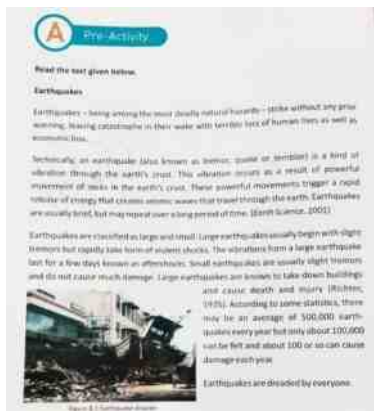 A Pre-Activity
Read the text given below.
Earthquakes
Earthquakes – being among the most deadly natural hazards – strike without any prior
warning, leaving catastrophe in their wake with terrible loss of human lives as well as
economic loss.
Technically, an earthquake (also known as tremor, quake or temblor) is a kind of
vibration through the earth's crust. This vibration occurs as a result of powerful
movement of rocks in the earth's crust. These powerful movements trigger a rapid
release of energy that creates seismic waves that travel through the earth. Earthquakes
are usually brief, but may repeat over a long period of time. (Earth Science, 2001)
Earthquakes are classified as large and small. Large earthquakes usually begin with slight
tremors but rapidly take form of violent shocks. The vibrations form a large earthquake
last for a few days known as aftershocks. Small earthquakes are usually slight tremors
and do not cause much damage. Large earthquakes are known to take down buildings
and cause death and injury (Richter,
1935). According to some statistics, there
may be an average of 500,000 earth-
quakes every year but only about 100,000
can be felt and about 100 or so can cause
damage each year.
Earthquakes are dreaded by everyone.
Earthquake disaster